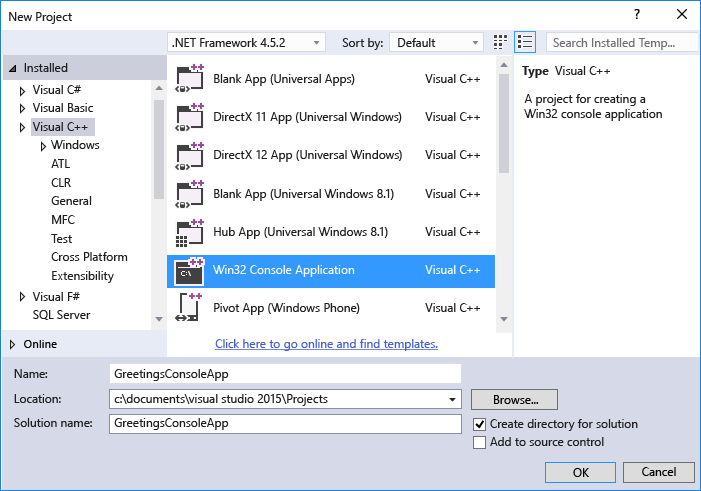 New Project
?
.NET Framework 4.5.2 Sort by: Default Search Installed Temp...
Installed
Visual C#
Visual Basic
Visual C++
Windows
ATL
CLR
General
MFC
Test
Cross Platform
Extensibility
Visual F#
SQL Server
Online
Blank App (Universal Apps) Visual C++
DirectX 11 App (Universal Windows) Visual C++
DirectX 12 App (Universal Windows) Visual C++
Blank App (Universal Windows 8.1) Visual C++
Hub App (Universal Windows 8.1) Visual C++
C:\ Win32 Console Application Visual C++
Pivot App (Windows Phone) Visual C++
Click here to go online and find templates.
Type Visual C++
A project for creating a
Win32 console application
Name: GreetingsConsoleApp
Location: c:\documents\visual studio 2015\Projects Browse...
Solution name: GreetingsConsoleApp Create directory for solution
Add to source control
OK Cancel